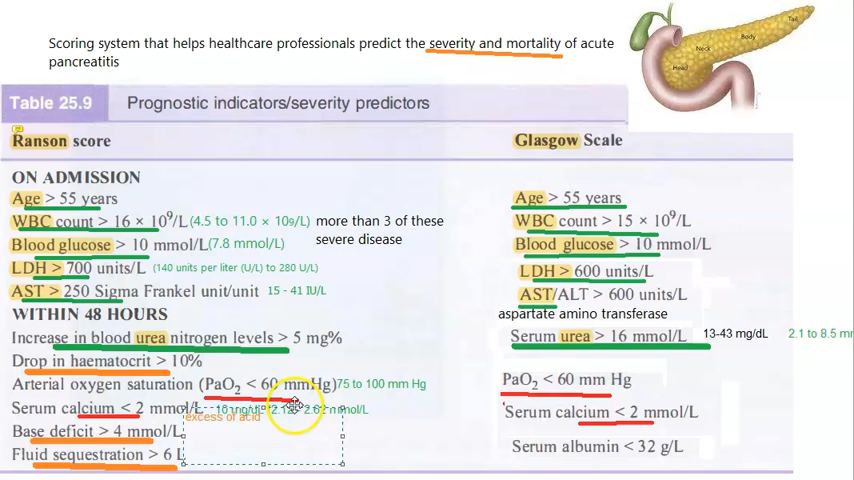 Scoring system that helps healthcare professionals predict the severity and mortality of acute
pancreatitis
Tail
Body
Neck
Head
Table 25.9 Prognostic indicators/severity predictors
Ranson score Glasgow Scale
ON ADMISSION
Age > 55 years Age > 55 years
WBC count > 16 × 10⁹/L (4.5 to 11.0 × 109/L) more than 3 of these WBC count > 15 × 10⁹/L
severe disease
Blood glucose > 10 mmol/L (7.8 mmol/L) Blood glucose > 10 mmol/L
LDH > 700 units/L (140 units per liter (U/L) to 280 U/L) LDH > 600 units/L
AST > 250 Sigma Frankel unit/unit 15 - 41 IU/L AST/ALT > 600 units/L
aspartate amino transferase
WITHIN 48 HOURS
Increase in blood urea nitrogen levels > 5 mg% Serum urea > 16 mmol/L 13-43 mg/dL 2.1 to 8.5
Drop in haematocrit > 10%
Arterial oxygen saturation (PaO₂ < 60 mmHg) 75 to 100 mm Hg PaO₂ < 60 mm Hg
Serum calcium < 2 mmol/L Serum calcium < 2 mmol/L
excess of acid
Base deficit > 4 mmol/L Serum albumin < 32 g/L
Fluid sequestration > 6 L